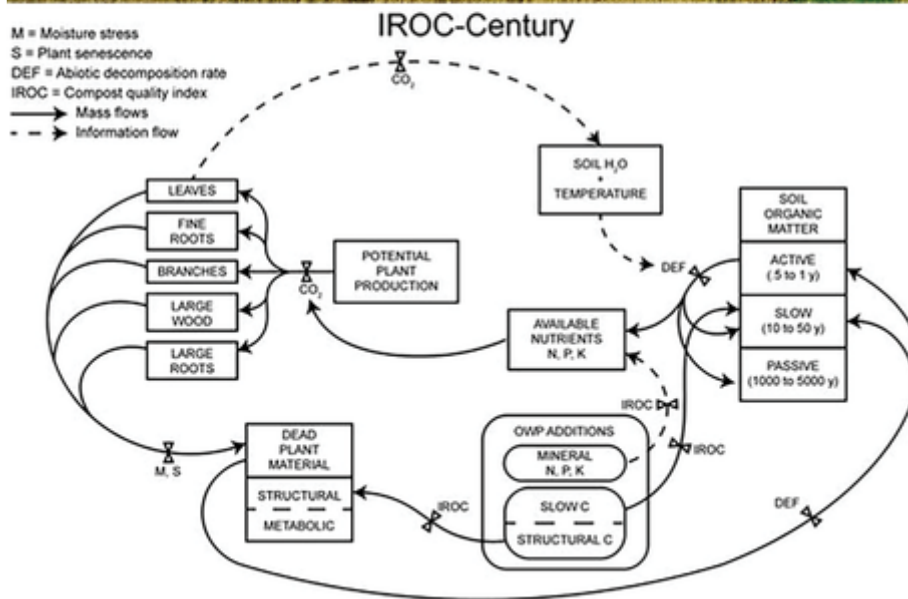 IROC-Century
M = Moisture stress
S = Plant senescence
DEF = Abiotic decomposition rate
IROC = Compost quality index
Mass flows
Information flow
CO₂
SOIL H₂O
+
TEMPERATURE
LEAVES
FINE
ROOTS
BRANCHES
LARGE
WOOD
LARGE
ROOTS
CO₂
POTENTIAL
PLANT
PRODUCTION
DEF
SOIL
ORGANIC
MATTER
ACTIVE
(.5 to 1 y)
SLOW
(10 to 50 y)
PASSIVE
(1000 to 5000 y)
AVAILABLE
NUTRIENTS
N, P, K
IROC
IROC
OWP ADDITIONS
MINERAL
N, P, K
SLOW C
STRUCTURAL C
IROC
DEAD
PLANT
MATERIAL
STRUCTURAL
METABOLIC
M, S
DEF